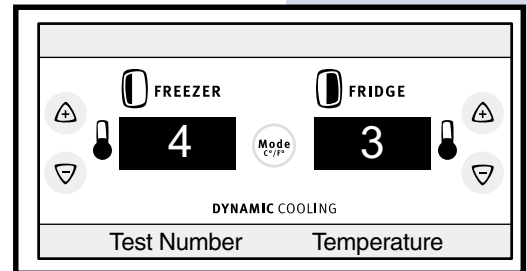 FREEZER FRIDGE
4 Mode 3
C°/F°
DYNAMIC COOLING
Test Number Temperature